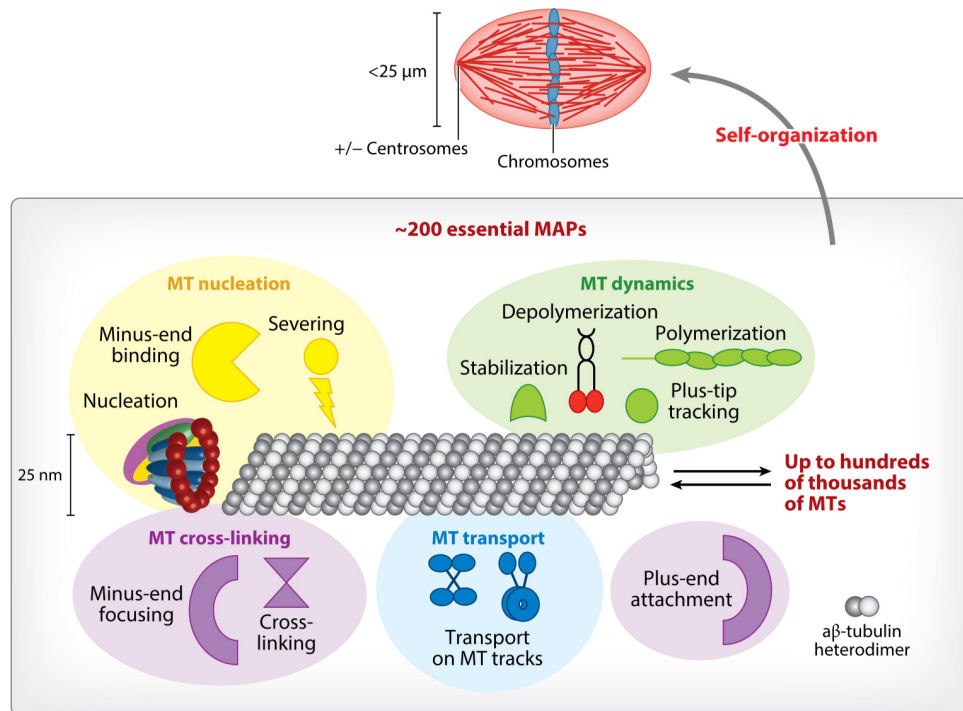 <25 μm
+/− Centrosomes
Chromosomes
Self-organization
~200 essential MAPs
MT nucleation
Minus-end
binding
Severing
Nucleation
MT dynamics
Depolymerization
Polymerization
Stabilization
Plus-tip
tracking
25 nm
Up to hundreds
of thousands
of MTs
MT cross-linking
Minus-end
focusing
Cross-
linking
MT transport
Transport
on MT tracks
Plus-end
attachment
aβ-tubulin
heterodimer